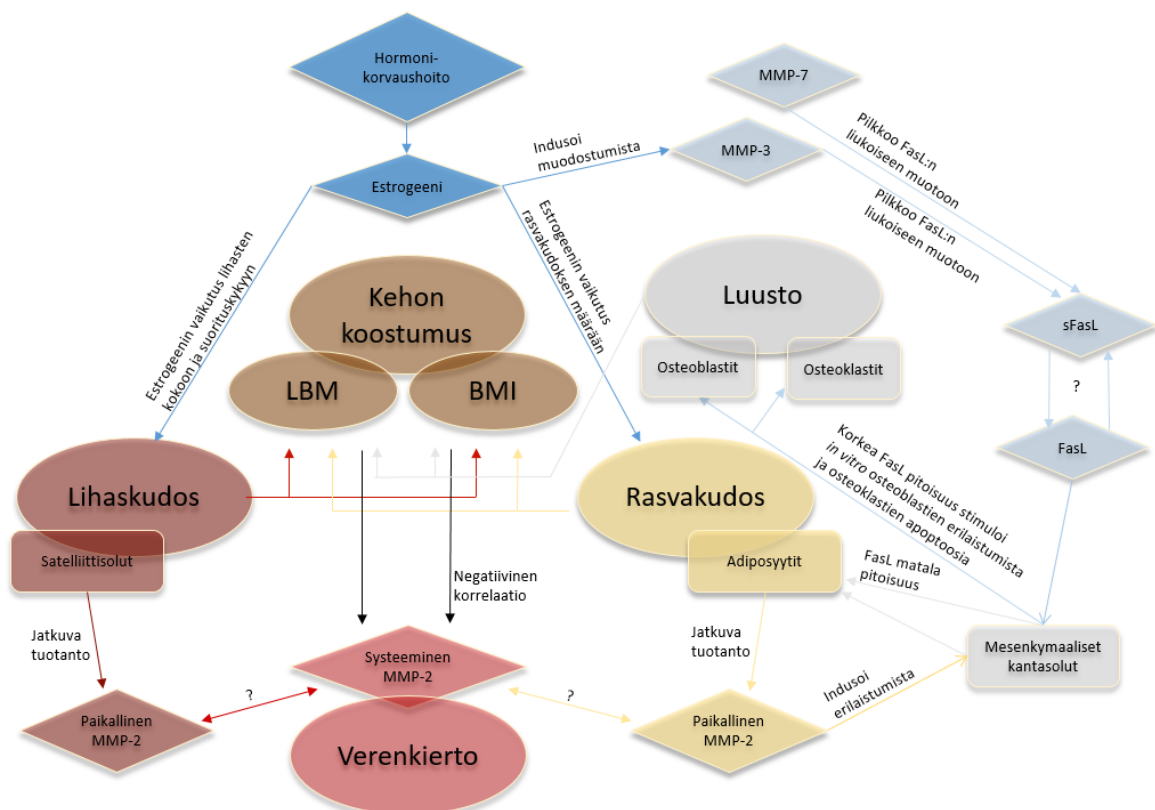 Hormoni-
korvaushoito
MMP-7
MMP-3
Indusoi
muodostumista
Estrogeeni
Pilkkoo FasL:n
liukoiseen muotoon
Pilkkoo FasL:n
liukoiseen muotoon
Estrogeenin vaikutus lihasten
kokoon ja suorituskykyyn
Estrogeenin vaikutus
rasvakudoksen määrään
Kehon
koostumus
LBM
BMI
Luusto
Osteoblastit
Osteoklastit
sFasL
?
FasL
Korkea FasL pitoisuus stimuloi
in vitro osteoblastien erilaistumista
ja osteoklastien apoptoosia
Lihaskudos
Satelliittisolut
Rasvakudos
Adiposyytit
FasL matala
pitoisuus
Negatiivinen
korrelaatio
Jatkuva
tuotanto
Jatkuva
tuotanto
Mesenkymaaliset
kantasolut
Systeeminen
MMP-2
?
?
Indusoi
erilaistumista
Paikallinen
MMP-2
Verenkierto
Paikallinen
MMP-2